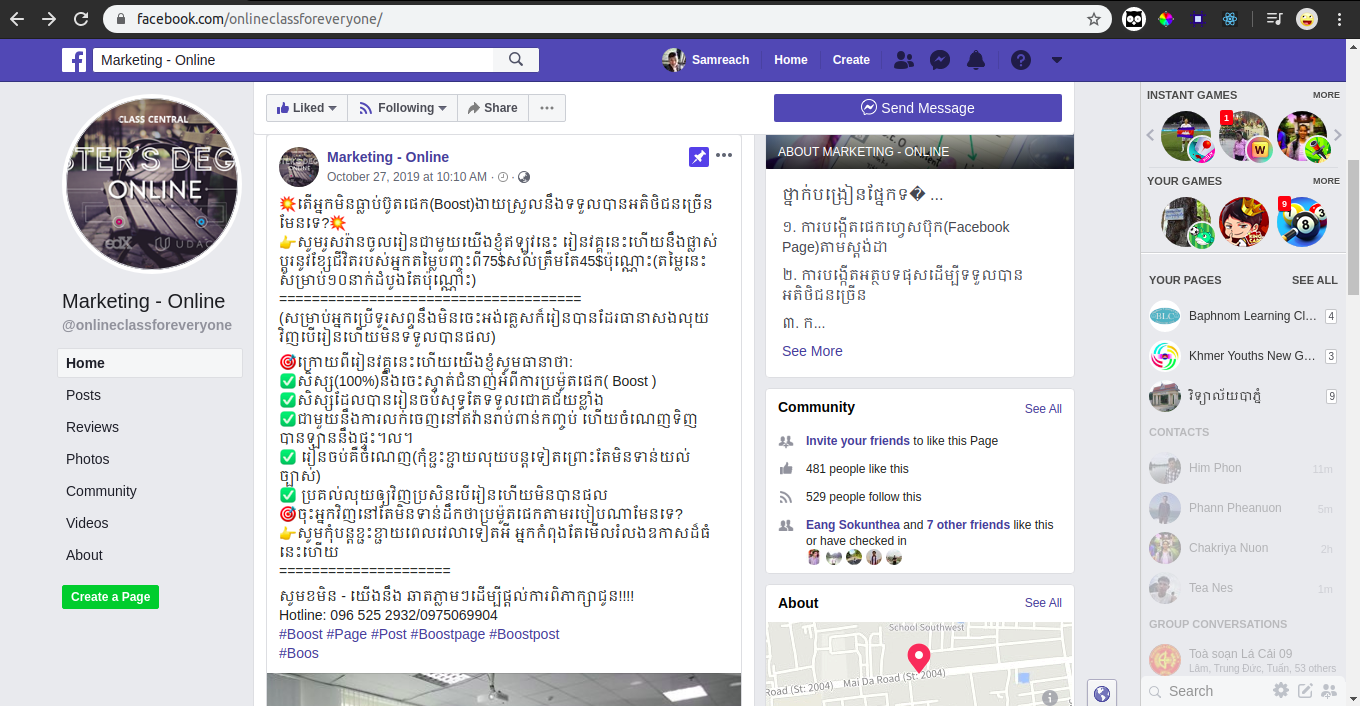 facebook.com/onlineclassforeveryone/
Marketing - Online
Samreach
Home
Create
CLASS CENTRAL
STER'S DEG
ONLINE
edX
UDAC
Marketing - Online
@onlineclassforeveryone
Home
Posts
Reviews
Photos
Community
Videos
About
Create a Page
Liked
Following
Share
Send Message
Marketing - Online
October 27, 2019 at 10:10 AM
💥តើអ្នកមិនធ្លាប់ប៊ូតផេក(Boost)ងាយស្រួលនឹងទទួលបានអតិថិជនច្រើន
មែនទេ?💥
👉សូមរួសរ៉ាន់ចូលរៀនជាមួយយើងខ្ញុំឥឡូវនេះ រៀនវគ្គនេះហើយនឹងផ្លាស់
ប្តូរនូវខ្សែជីវិតរបស់អ្នកតម្លៃបញ្ចុះពី75$សល់ត្រឹមតែ45$ប៉ុណ្ណោះ(តម្លៃនេះ
សម្រាប់១០នាក់ដំបូងតែប៉ុណ្ណោះ)
=====================================
(សម្រាប់អ្នកប្រើទូរសព្ទនឹងមិនចេះអង់គ្លេសក៏រៀនបានដែរធានាសងលុយ
វិញបើរៀនហើយមិនទទួលបានផល)
🎯ក្រោយពីរៀនវគ្គនេះហើយយើងខ្ញុំសូមធានាថា:
✅សិស្ស(100%)នឹងចេះស្ទាត់ជំនាញអំពីការប្រម៉ូតផេក( Boost )
✅សិស្សដែលបានរៀនចប់សុទ្ធតែទទួលជោគជ័យខ្លាំង
✅ជាមួយនឹងការលក់ចេញនៅឥវ៉ាន់រាប់ពាន់កញ្ចប់ ហើយចំណេញទិញ
បានឡាននឹងផ្ទះ។ល។
✅ រៀនចប់គឺចំណេញ(កុំខ្ជះខ្ជាយលុយបន្តទៀតព្រោះតែមិនទាន់យល់
ច្បាស់)
✅ ប្រគល់លុយឲ្យវិញប្រសិនបើរៀនហើយមិនបានផល
🎯ចុះអ្នកវិញនៅតែមិនទាន់ដឹកថាប្រម៉ូតផេកតាមរបៀបណាមែនទេ?
👉សូមកុំបន្តខ្ជះខ្ជាយពេលវេលាទៀតអី អ្នកកំពុងតែមើលរំលងឱកាសដ៏ធំ
នេះហើយ
=====================
សូមខមិន - យើងនឹង ឆាតភ្លាមៗដើម្បីផ្តល់ការពិភាក្សាជូន!!!!
Hotline: 096 525 2932/0975069904
#Boost #Page #Post #Boostpage #Boostpost
#Boos
ABOUT MARKETING - ONLINE
ថ្នាក់បង្រៀនផ្នែកទ� ...
១. ការបង្កើតផេកហ្វេសប៊ុក(Facebook
Page)តាមស្តង់ដា
២. ការបង្កើតអត្ថបទផុសដើម្បីទទួលបាន
អតិថិជនច្រើន
៣. ក...
See More
Community
See All
Invite your friends to like this Page
481 people like this
529 people follow this
Eang Sokunthea and 7 other friends like this
or have checked in
About
See All
School Southwest
Mai Da Road (St: 2004)
Road (St: 2004)
INSTANT GAMES
MORE
1
W
YOUR GAMES
MORE
9
8
3
YOUR PAGES
SEE ALL
BLC
Baphnom Learning Cl... 4
Khmer Youths New G... 3
វិទ្យាល័យបាភ្នំ 9
CONTACTS
Him Phon 11m
Phann Pheanuon 5m
Chakriya Nuon 2h
Tea Nes 1m
GROUP CONVERSATIONS
Toà soạn Lá Cải 09
Lâm, Trung Đức, Tuấn, 53 others
Search